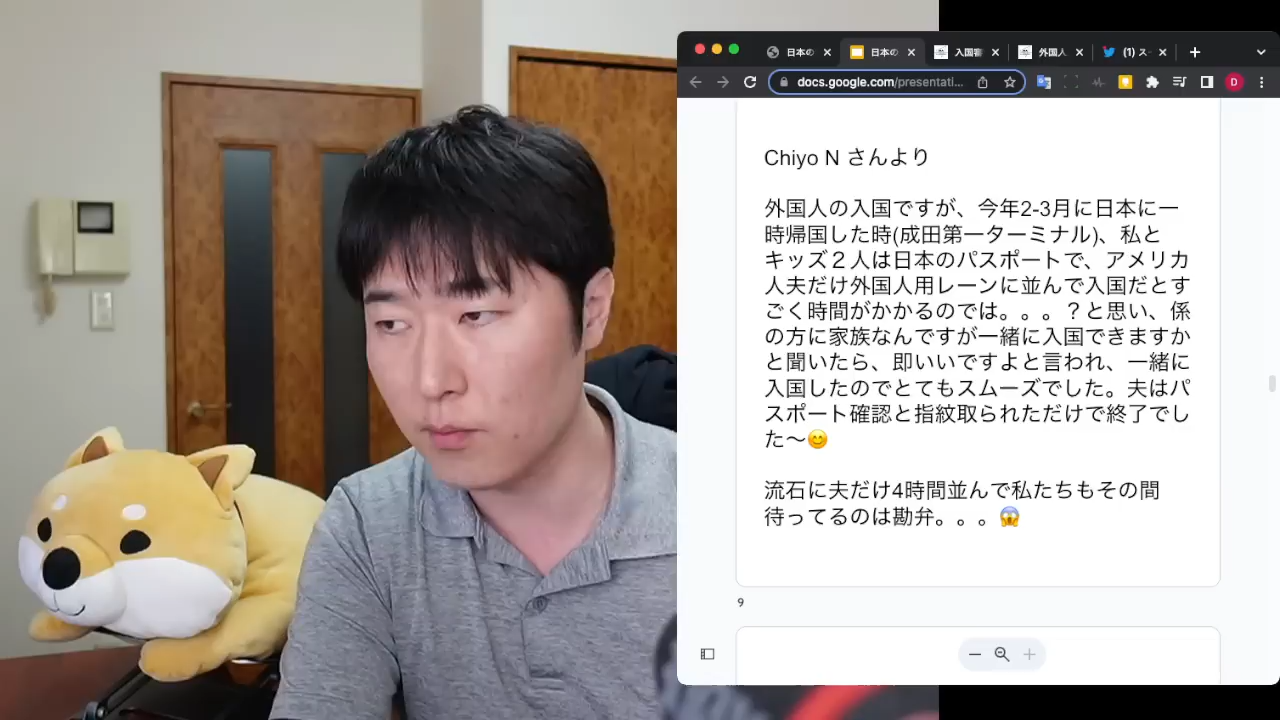 日本の
日本の
入国審
外国人
(1) ス
docs.google.com/presentati...
D
Chiyo N さんより
外国人の入国ですが、今年2-3月に日本に一
時帰国した時(成田第一ターミナル)、私と
キッズ２人は日本のパスポートで、アメリカ
人夫だけ外国人用レーンに並んで入国だとす
ごく時間がかかるのでは。。。？と思い、係
の方に家族なんですが一緒に入国できますか
と聞いたら、即いいですよと言われ、一緒に
入国したのでとてもスムーズでした。夫はパ
スポート確認と指紋取られただけで終了でし
た〜😊
流石に夫だけ4時間並んで私たちもその間
待ってるのは勘弁。。。😱
9